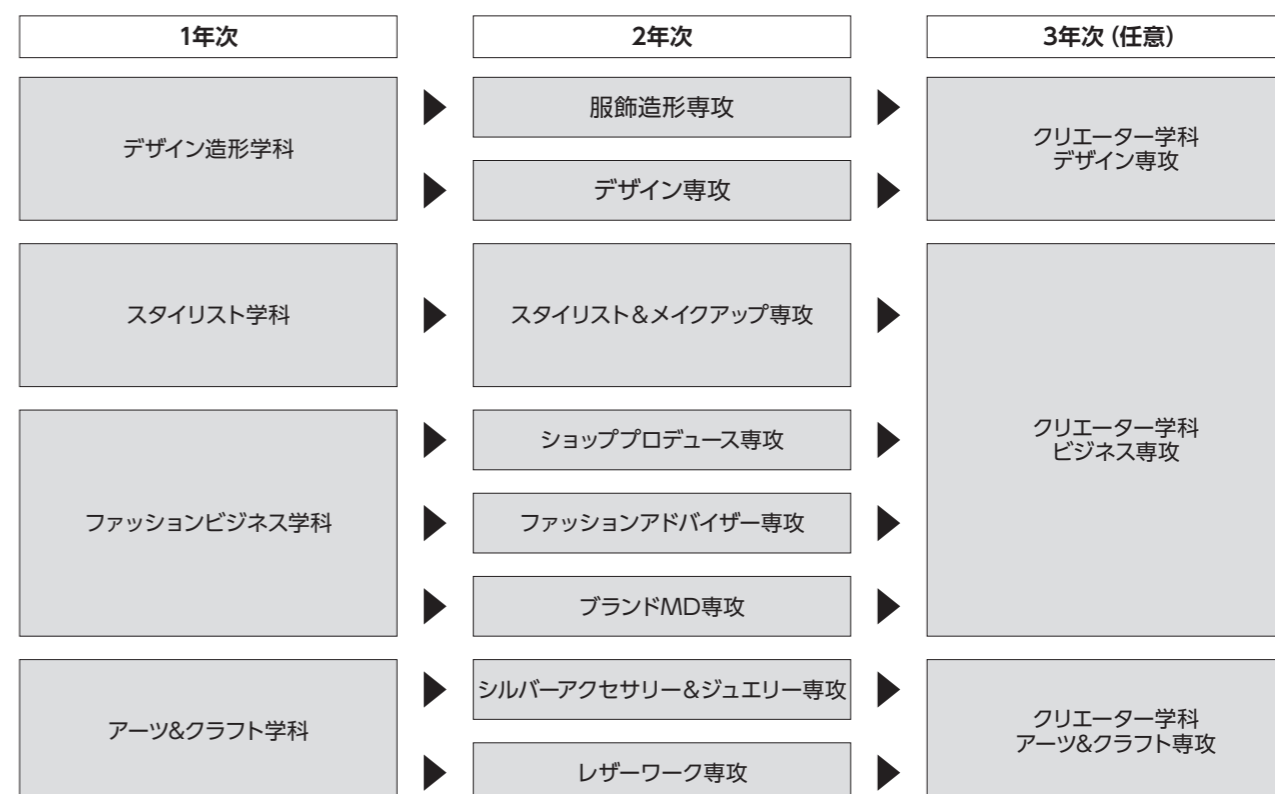 1年次
2年次
3年次（任意）
デザイン造形学科
服飾造形専攻
デザイン専攻
クリエーター学科
デザイン専攻
スタイリスト学科
スタイリスト＆メイクアップ専攻
ファッションビジネス学科
ショッププロデュース専攻
ファッションアドバイザー専攻
ブランドMD専攻
クリエーター学科
ビジネス専攻
アーツ&クラフト学科
シルバーアクセサリー＆ジュエリー専攻
レザーワーク専攻
クリエーター学科
アーツ&クラフト専攻